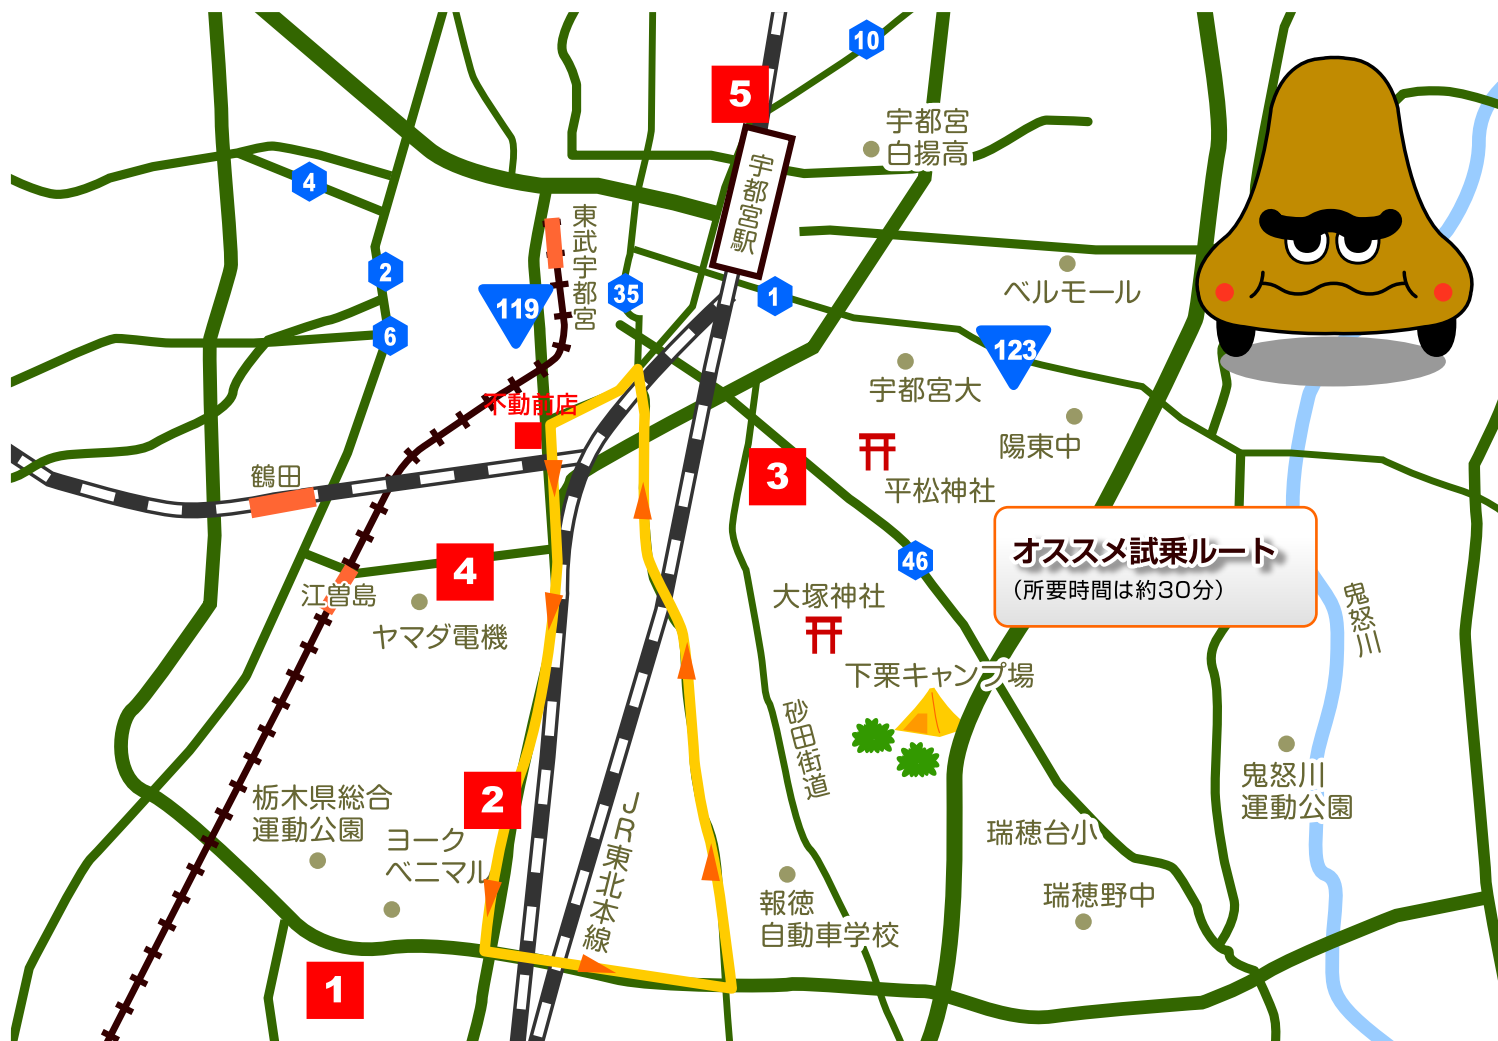 10
5
宇都宮
白揚高
宇都宮駅
4
東武宇都宮
2
35
1
119
6
123
ベルモール
宇都宮大
不動前店
陽東中
鶴田
3
平松神社
オススメ試乗ルート
(所要時間は約30分)
46
4
江曽島
大塚神社
鬼怒川
ヤマダ電機
下栗キャンプ場
砂田街道
2
栃木県総合
運動公園
鬼怒川
運動公園
JR東北本線
ヨーク
ベニマル
瑞穂台小
瑞穂野中
報徳
自動車学校
1